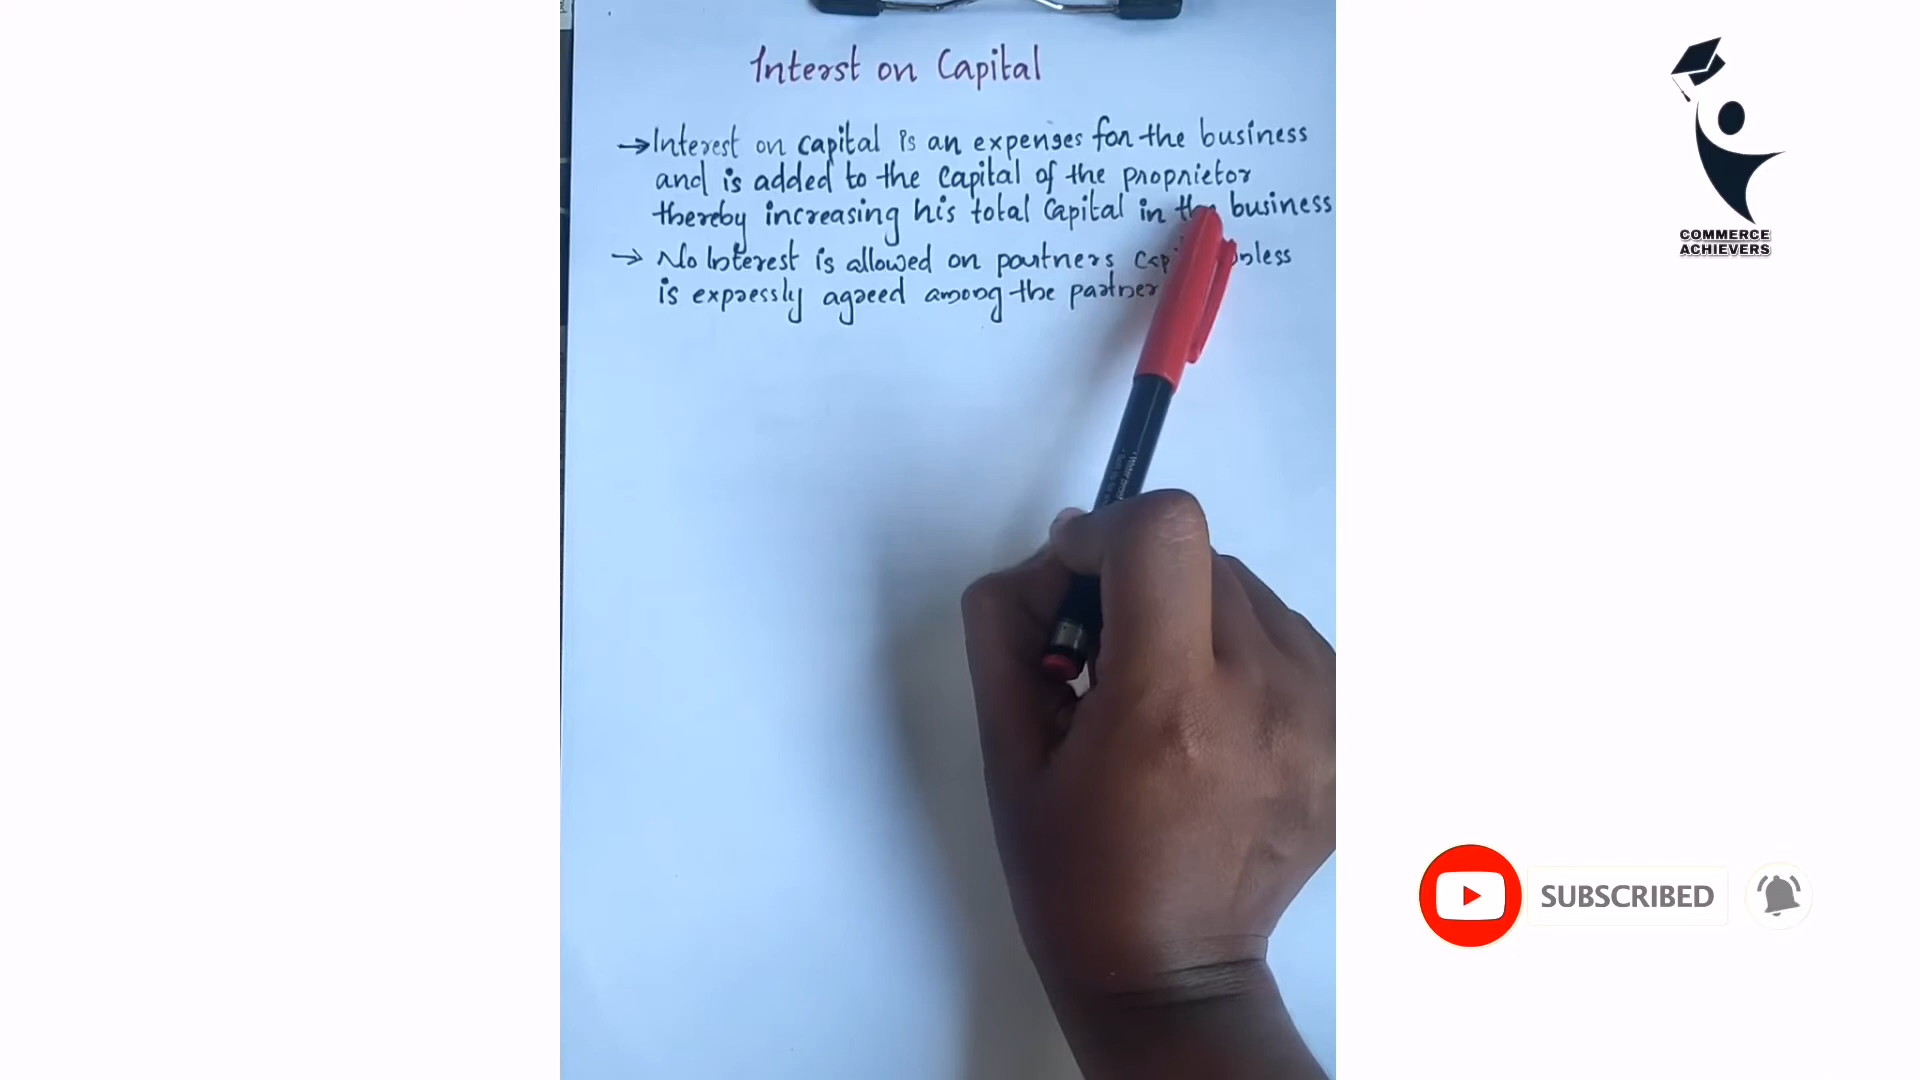 Interst on Capital
→Interest on capital is an expenses for the business
and is added to the capital of the proprietor
thereby increasing his total capital in the business
→ No Interest is allowed on partners
is expressly agreed among the partner
COMMERCE
ACHIEVERS
SUBSCRIBED